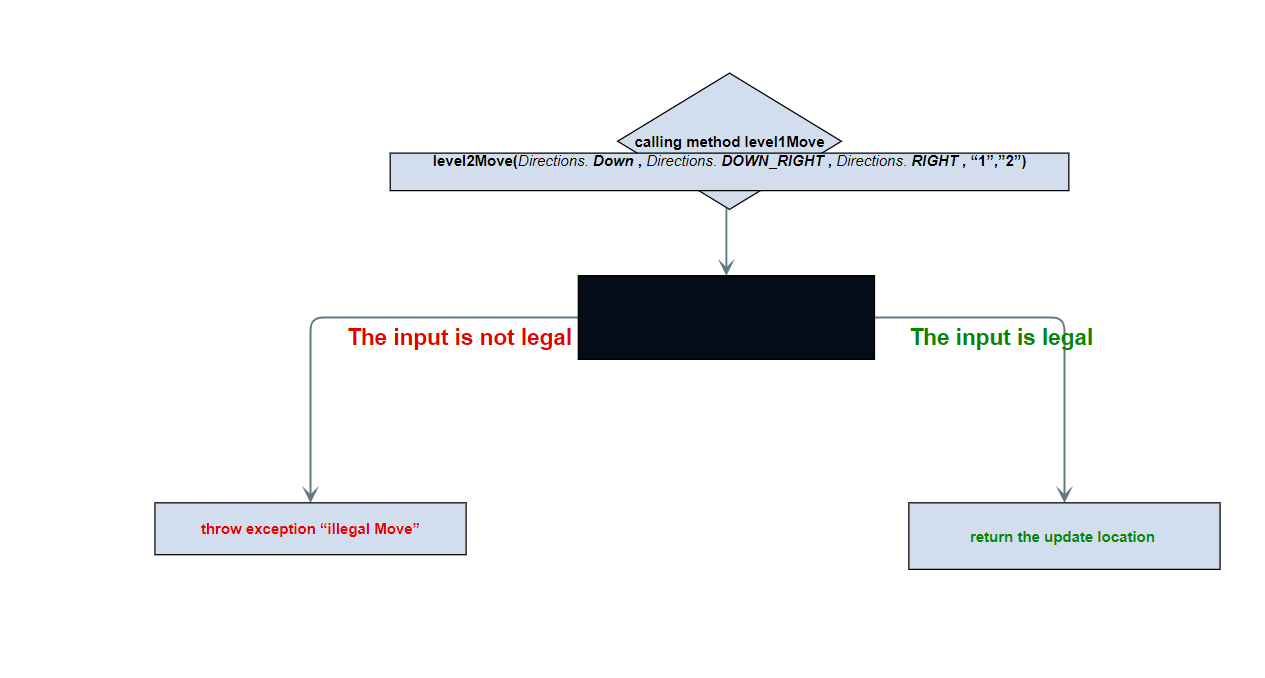 calling method level1Move
level2Move(Directions. Down , Directions. DOWN_RIGHT , Directions. RIGHT , “1”,”2”)
The input is not legal
The input is legal
throw exception “illegal Move”
return the update location